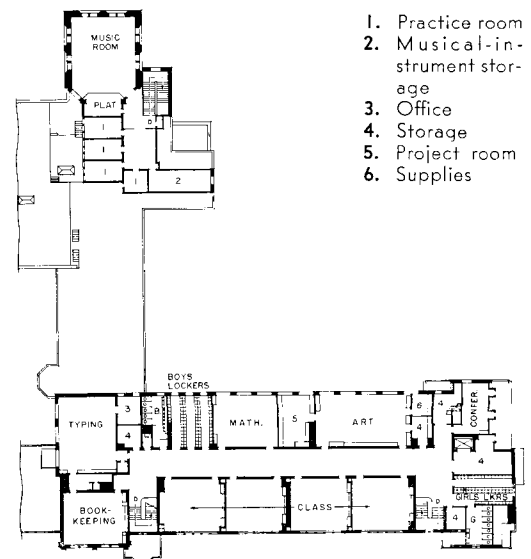 1. Practice room
2. Musical-in-
strument stor-
age
3. Office
4. Storage
5. Project room
6. Supplies
MUSIC
ROOM
PLAT
D
1
1
1
1
2
BOYS
LOCKERS
TYPING
3
4
B
MATH.
5
ART
6
4
4
CONFER.
4
GIRLS LKRS
BOOK-
KEEPING
D
CLASS
D
4
G